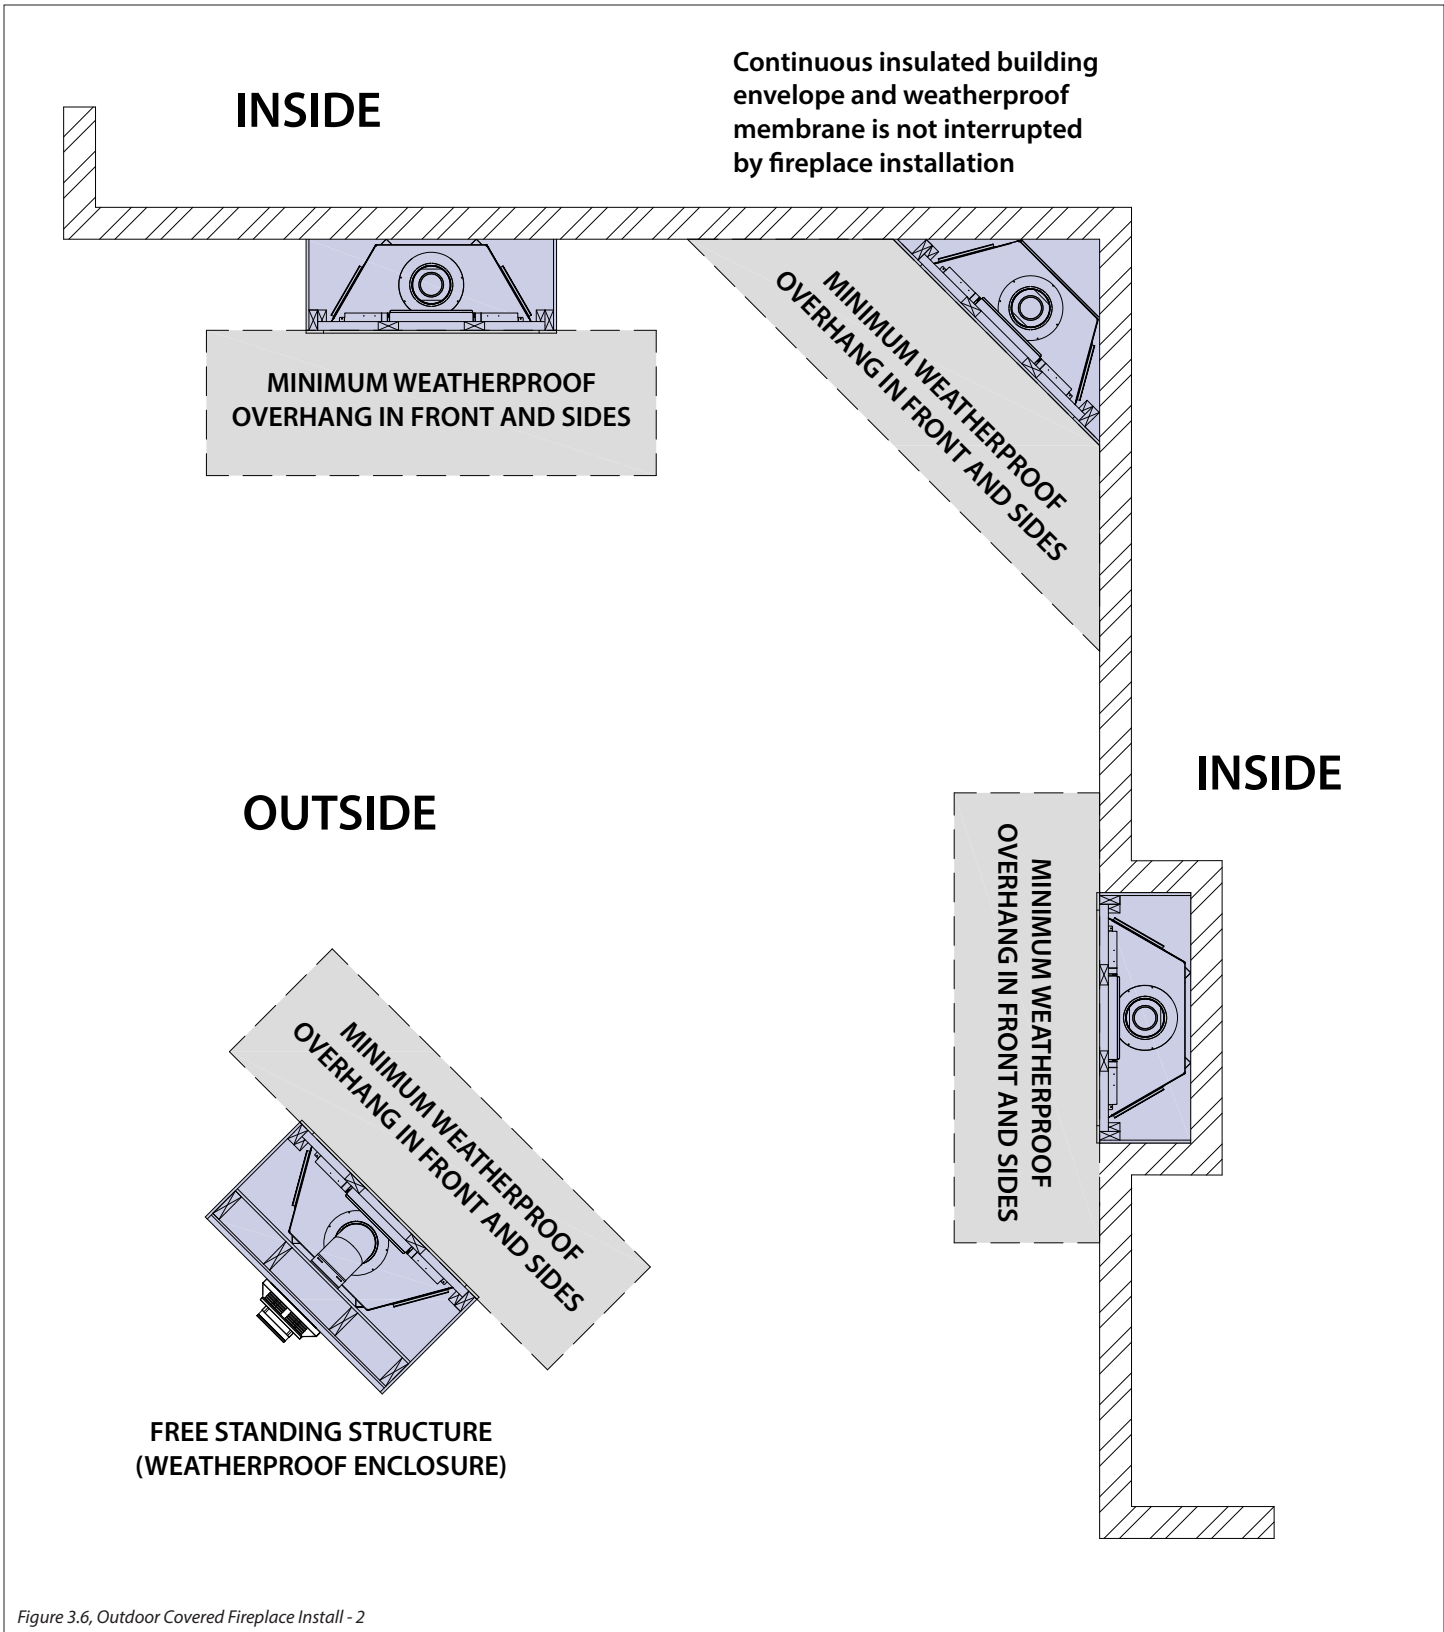 INSIDE
Continuous insulated building
envelope and weatherproof
membrane is not interrupted
by fireplace installation
MINIMUM WEATHERPROOF
OVERHANG IN FRONT AND SIDES
MINIMUM WEATHERPROOF
OVERHANG IN FRONT AND SIDES
INSIDE
OUTSIDE
MINIMUM WEATHERPROOF
OVERHANG IN FRONT AND SIDES
MINIMUM WEATHERPROOF
OVERHANG IN FRONT AND SIDES
FREE STANDING STRUCTURE
(WEATHERPROOF ENCLOSURE)
Figure 3.6, Outdoor Covered Fireplace Install - 2